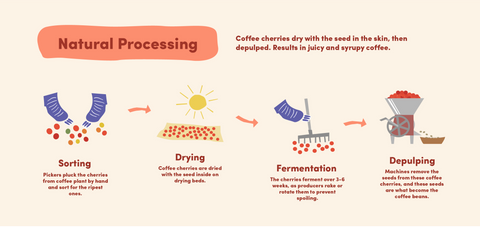 Natural Processing
Coffee cherries dry with the seed in the skin, then
depulped. Results in juicy and syrupy coffee.
Sorting
Pickers pluck the cherries
from coffee plant by hand
and sort for the ripest
ones.
Drying
Coffee cherries are dried
with the seed inside on
drying beds.
Fermentation
The cherries ferment over 3-6
weeks, as producers rake or
rotate them to prevent
spoiling.
Depulping
Machines remove the
seeds from these coffee
cherries, and these seeds
are what become the
coffee beans.